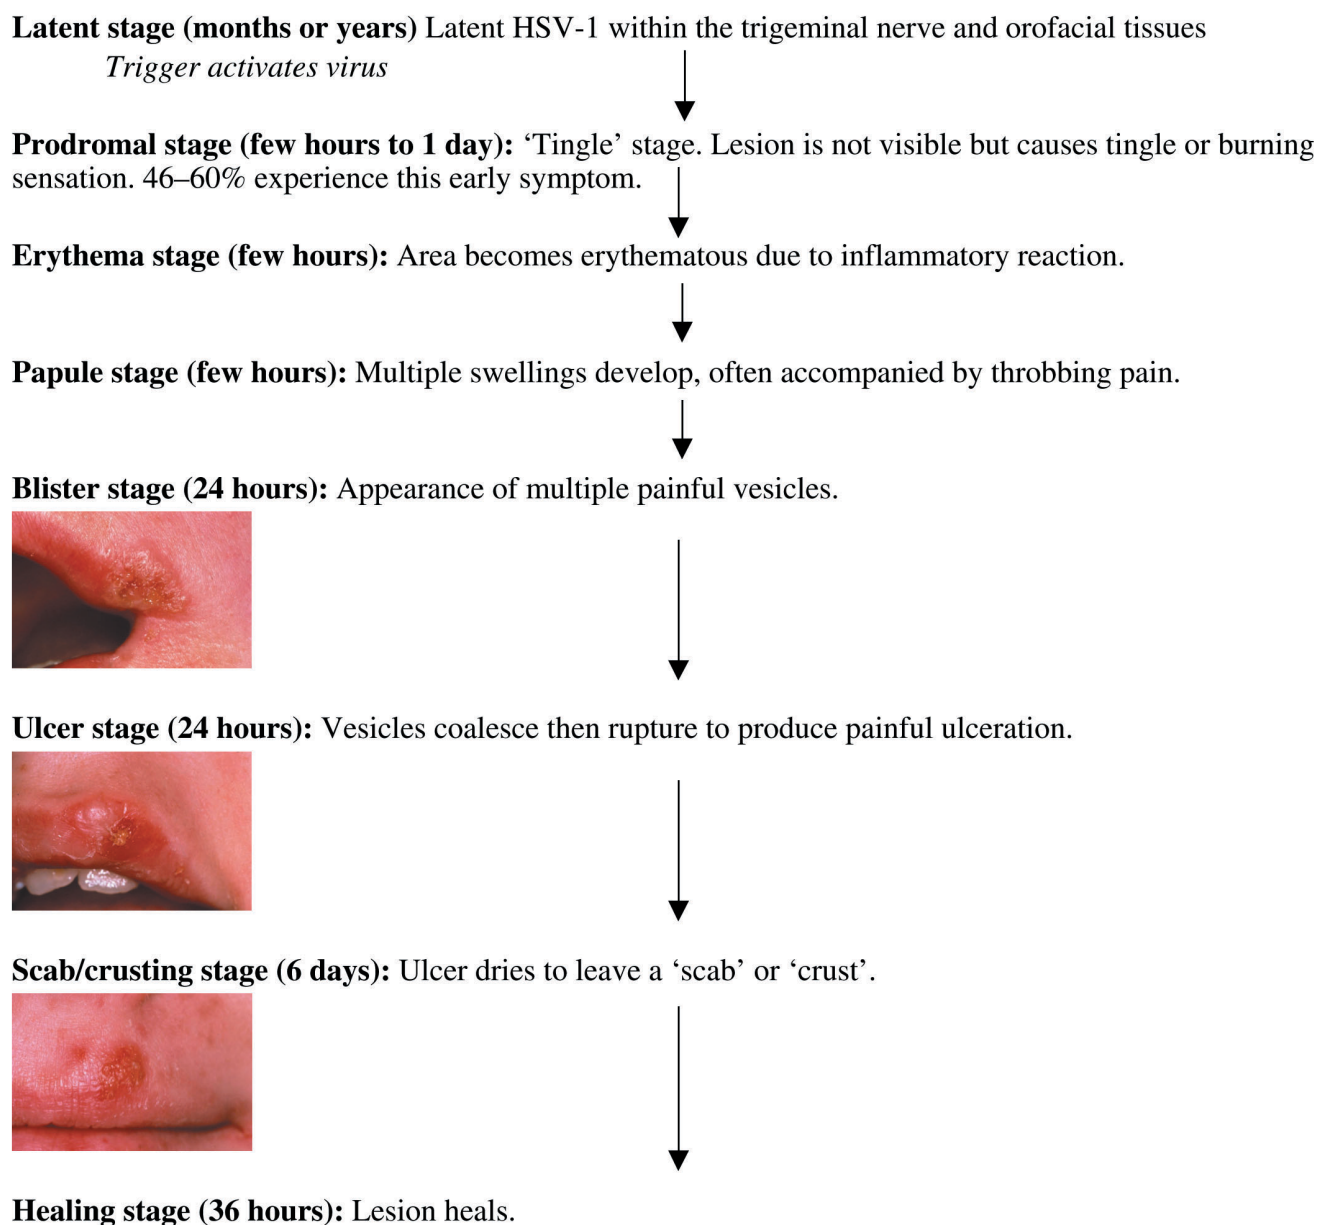 Latent stage (months or years) Latent HSV-1 within the trigeminal nerve and orofacial tissues
Trigger activates virus
Prodromal stage (few hours to 1 day): ‘Tingle’ stage. Lesion is not visible but causes tingle or burning
sensation. 46–60% experience this early symptom.
Erythema stage (few hours): Area becomes erythematous due to inflammatory reaction.
Papule stage (few hours): Multiple swellings develop, often accompanied by throbbing pain.
Blister stage (24 hours): Appearance of multiple painful vesicles.
Ulcer stage (24 hours): Vesicles coalesce then rupture to produce painful ulceration.
Scab/crusting stage (6 days): Ulcer dries to leave a ‘scab’ or ‘crust’.
Healing stage (36 hours): Lesion heals.